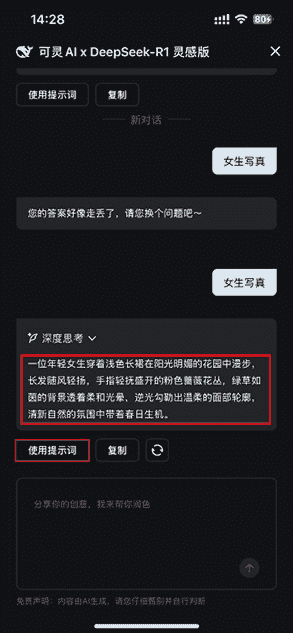 14:28
80
可灵AI x DeepSeek-R1 灵感版
使用提示词
复制
新对话
女生写真
您的答案好像走丢了，请您换个问题吧～
女生写真
深度思考
一位年轻女生穿着浅色长裙在阳光明媚的花园中漫步，
长发随风轻扬，手指轻抚盛开的粉色蔷薇花丛，绿草如
茵的背景透着柔和光晕，逆光勾勒出温柔的面部轮廓，
清新自然的氛围中带着春日生机。
使用提示词
复制
分享你的创意，我来帮你润色
免责声明：内容由AI生成，请您仔细甄别并自行判断